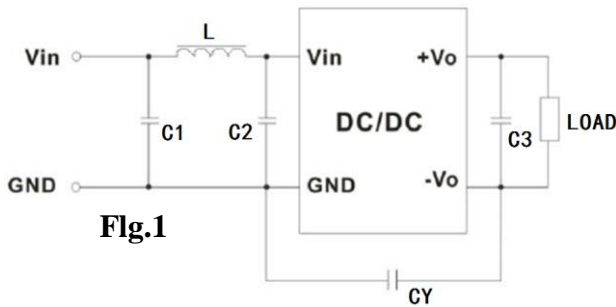 L
Vin Vin +Vo
C1 C2 DC/DC C3 LOAD
GND GND -Vo
Flg.1
CY